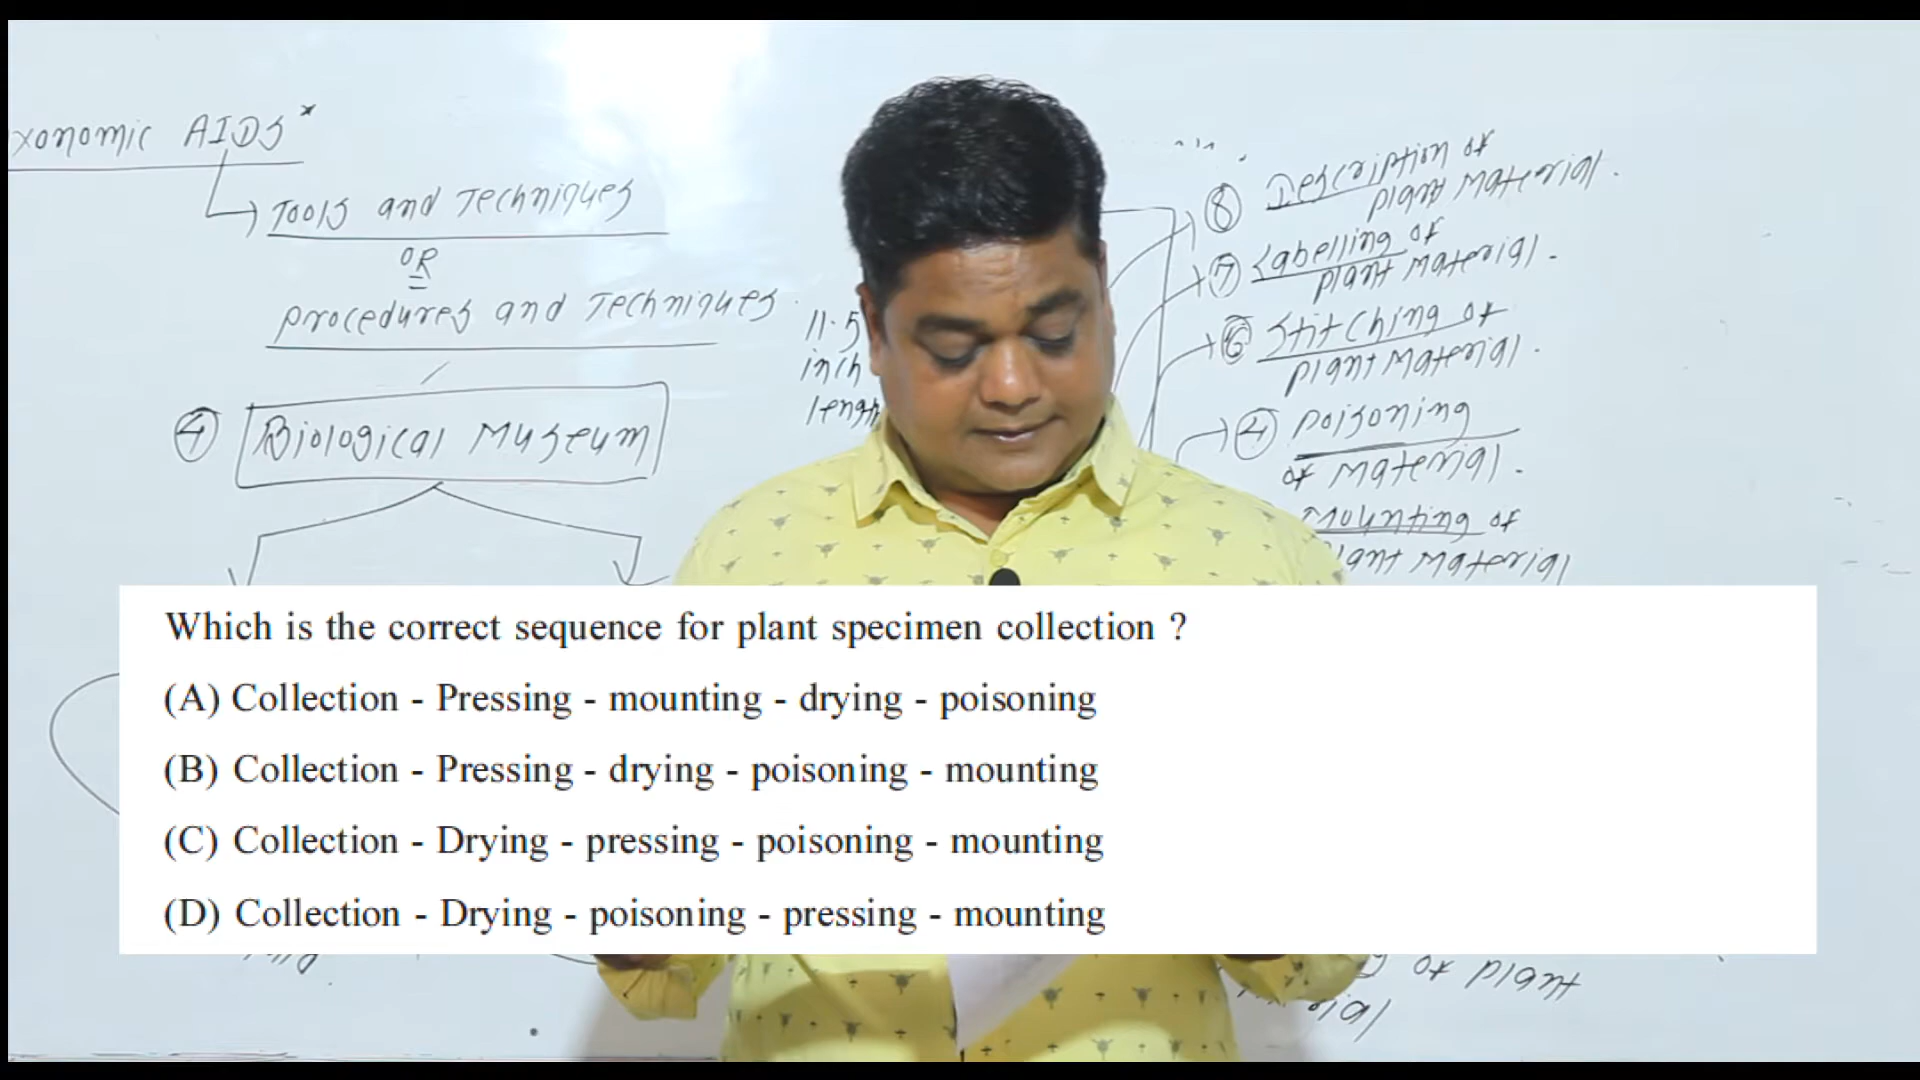 xonomic AIDS*
Tools and Techniques
OR
procedures and Techniques
4 Biological Museum
11.5
inch
length
8 Description of
plant Material.
7 Labelling of
plant Material.
6 Stitching of
plant Material.
4 poisoning
of Material.
Mounting of
plant Material
Which is the correct sequence for plant specimen collection ?
(A) Collection - Pressing - mounting - drying - poisoning
(B) Collection - Pressing - drying - poisoning - mounting
(C) Collection - Drying - pressing - poisoning - mounting
(D) Collection - Drying - poisoning - pressing - mounting
of plant